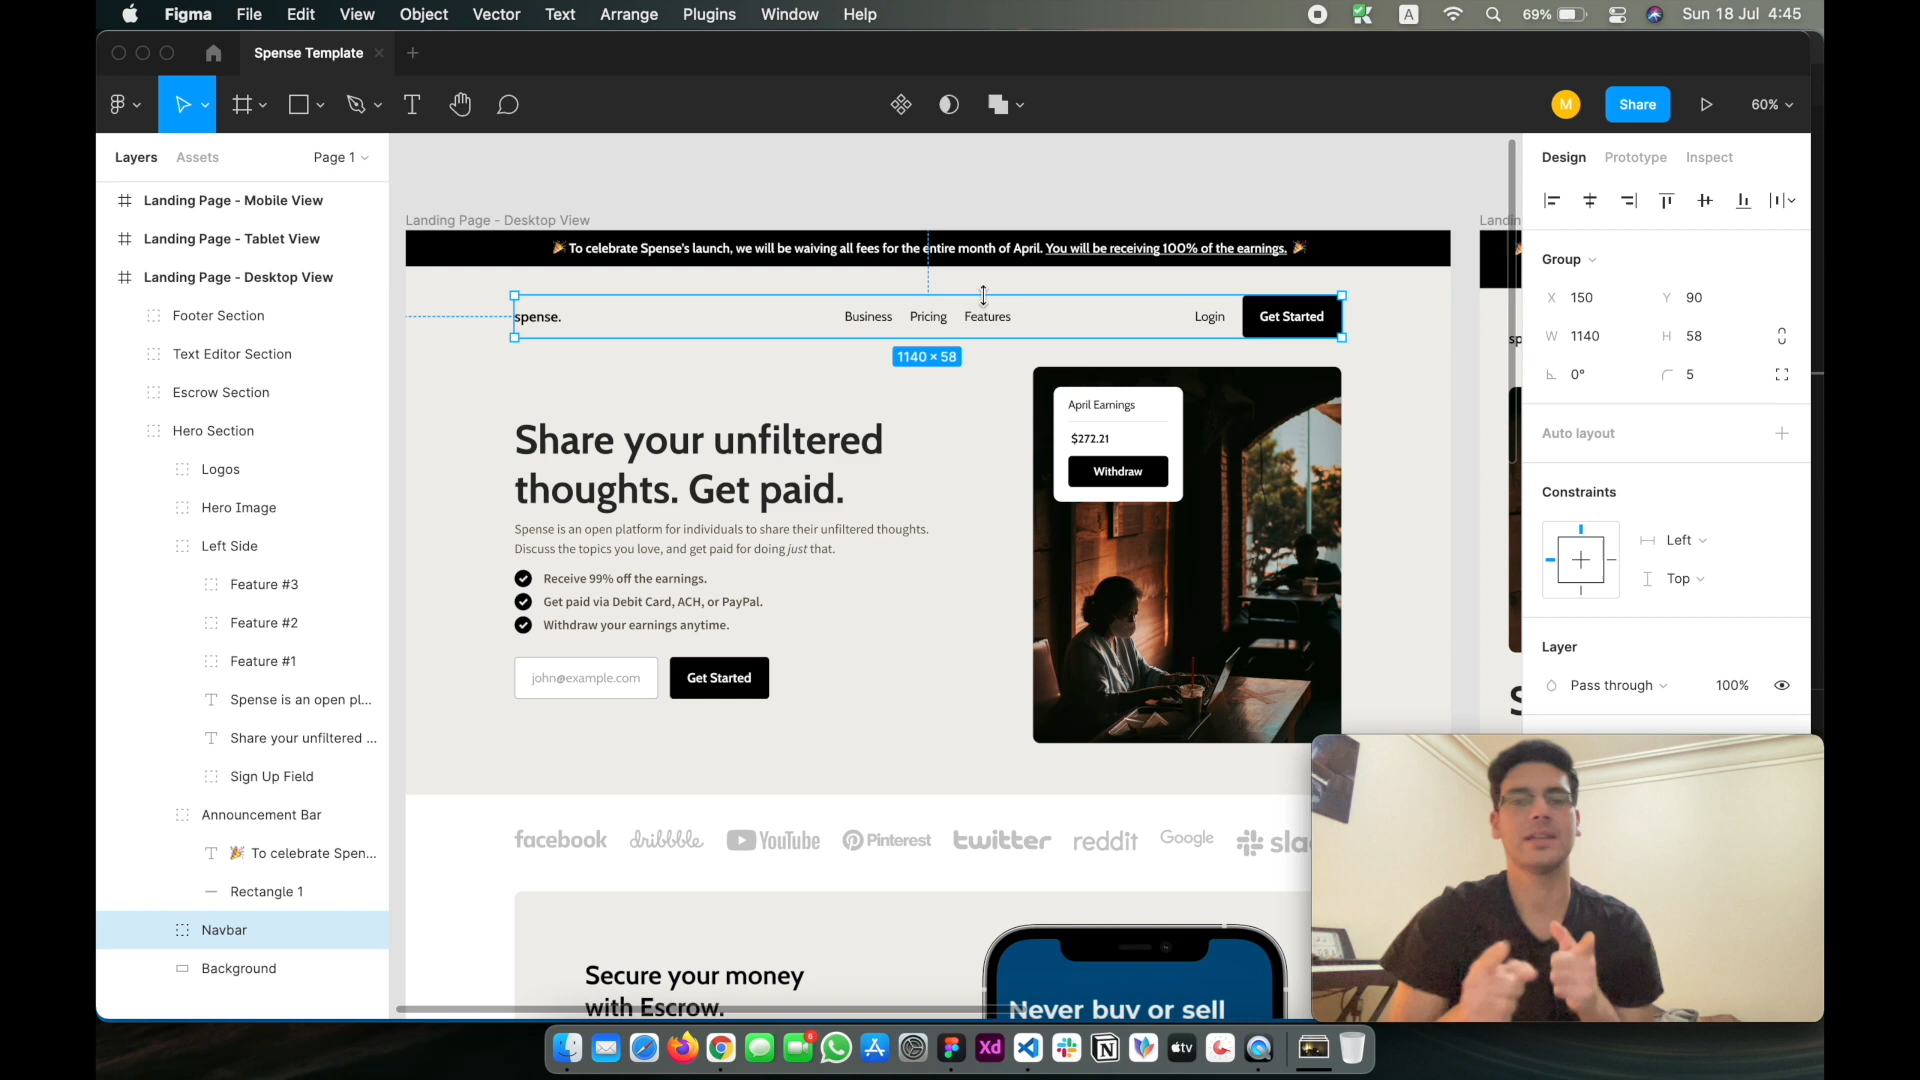 Figma File Edit View Object Vector Text Arrange Plugins Window Help
A 69% Sun 18 Jul 4:45
Spense Template
M Share 60%
Layers Assets Page 1
Landing Page - Mobile View
Landing Page - Tablet View
Landing Page - Desktop View
Footer Section
Text Editor Section
Escrow Section
Hero Section
Logos
Hero Image
Left Side
Feature #3
Feature #2
Feature #1
Spense is an open pl...
Share your unfiltered ...
Sign Up Field
Announcement Bar
🎉 To celebrate Spen...
Rectangle 1
Navbar
Background
Landing Page - Desktop View
Landin
🎉 To celebrate Spense's launch, we will be waiving all fees for the entire month of April. You will be receiving 100% of the earnings. 🎉
spense. Business Pricing Features Login Get Started
sp
1140 × 58
April Earnings
$272.21
Withdraw
Share your unfiltered
thoughts. Get paid.
Spense is an open platform for individuals to share their unfiltered thoughts.
Discuss the topics you love, and get paid for doing just that.
Receive 99% off the earnings.
Get paid via Debit Card, ACH, or PayPal.
Withdraw your earnings anytime.
john@example.com Get Started
S
facebook dribbble YouTube Pinterest twitter reddit Google sla
Secure your money
with Escrow.
Never buy or sell
Design Prototype Inspect
Group
X 150 Y 90
W 1140 H 58
0° 5
Auto layout
Constraints
Left
Top
Layer
Pass through 100%
6
Xd
tv